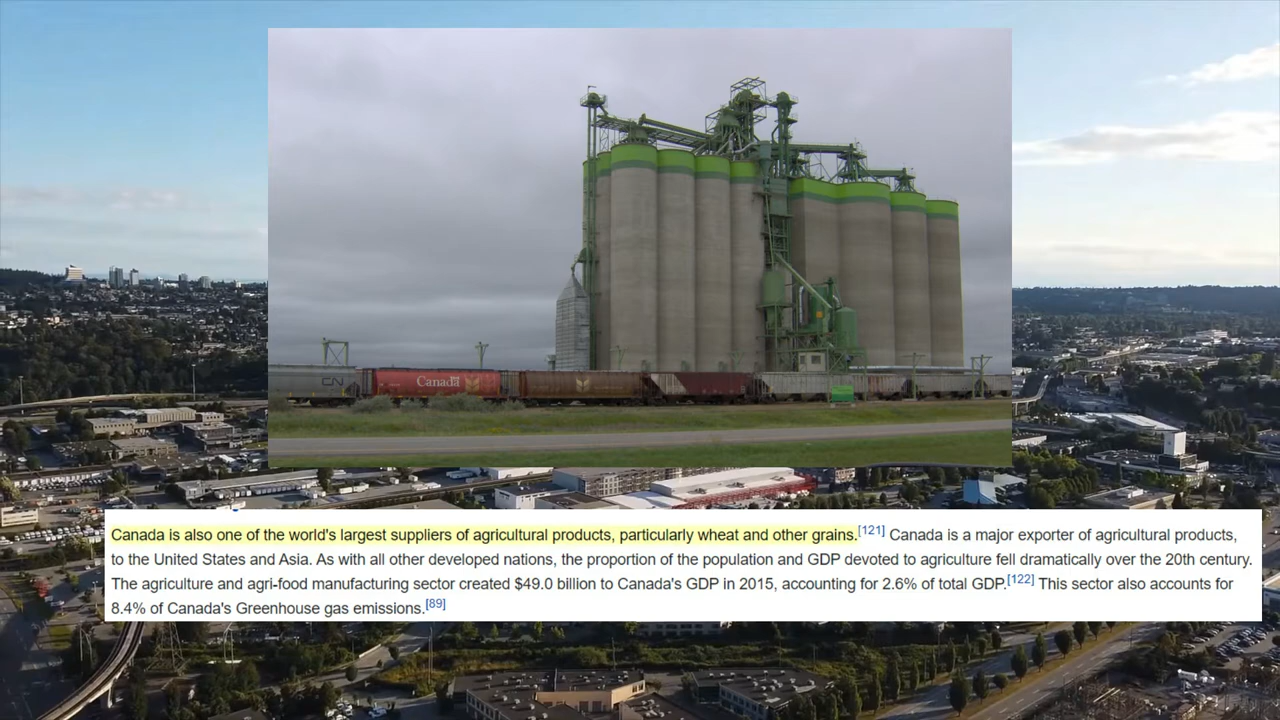 CN
Canada
Canada is also one of the world's largest suppliers of agricultural products, particularly wheat and other grains.[121] Canada is a major exporter of agricultural products,
to the United States and Asia. As with all other developed nations, the proportion of the population and GDP devoted to agriculture fell dramatically over the 20th century.
The agriculture and agri-food manufacturing sector created $49.0 billion to Canada's GDP in 2015, accounting for 2.6% of total GDP.[122] This sector also accounts for
8.4% of Canada's Greenhouse gas emissions.[89]